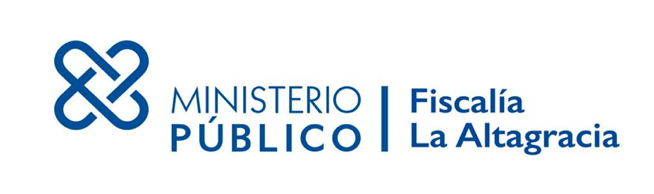 MINISTERIO
PÚBLICO
Fiscalía
La Altagracia